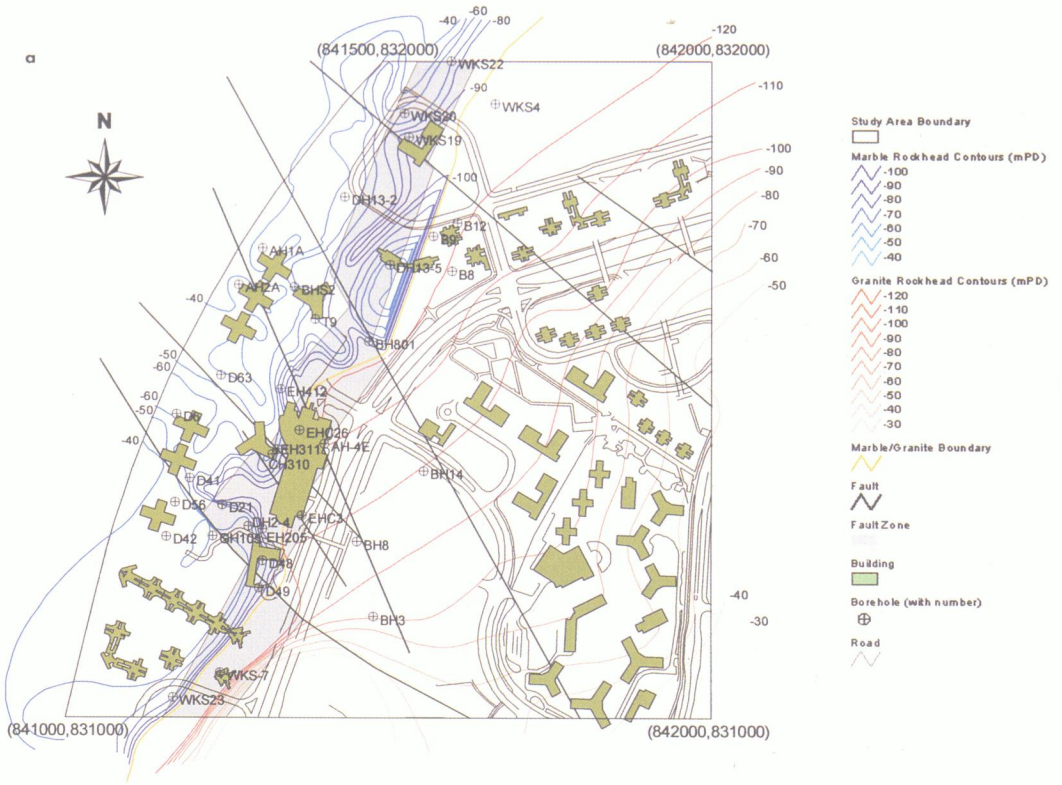 -60
-40
-80
-120
a
(841500,832000)
(842000,832000)
WKS22
-110
-90
WKS4
N
WKS20
WKS19
Study Area Boundary
-100
Marble Rockhead Contours (mPD)
-100
-90
-80
-70
-60
-50
-40
-100
-90
-80
-70
-60
-50
DH13-2
B12
B9
AH1A
DH13-5
B8
AH2A
BHS2
-40
T9
BH801
Granite Rockhead Contours (mPD)
-120
-110
-100
-90
-80
-70
-60
-50
-40
-30
-50
-60
D63
EH412
-60
-50
D6
EHC26
-40
EH311
AH-4E
CH310
BH14
D41
Marble/Granite Boundary
Fault
Fault Zone
Building
Borehole (with number)
Road
D56
D21
EHC3
DH2-4
D42
EH205
BH8
D48
D49
-40
BH3
-30
WKS-7
WKS23
(841000,831000)
(842000,831000)